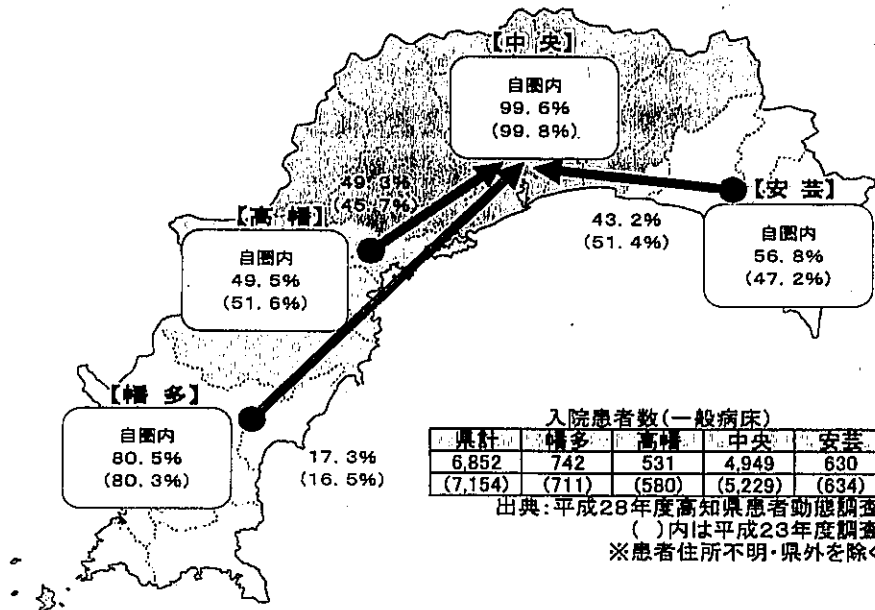 【中 央】
自圏内
99.6%
(99.8%)
49.3%
(45.7%)
【高 幡】
自圏内
49.5%
(51.6%)
【安 芸】
43.2%
(51.4%)
自圏内
56.8%
(47.2%)
【幡 多】
自圏内
80.5%
(80.3%)
17.3%
(16.5%)
入院患者数(一般病床)
県計 幡多 高幡 中央 安芸
6,852 742 531 4,949 630
(7,154) (711) (580) (5,229) (634)
出典:平成28年度高知県患者動態調査
( )内は平成23年度調査
※患者住所不明・県外を除く